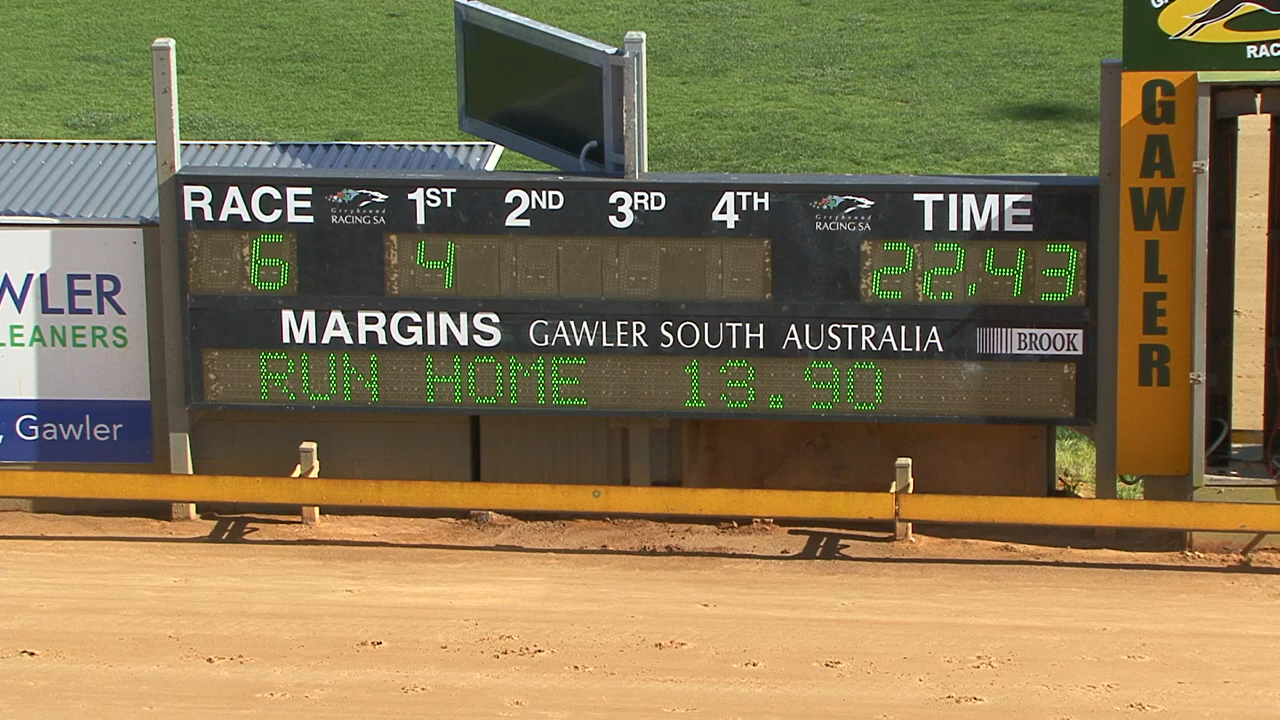 RAC
GAWLER
RACE Greyhound RACING SA 1ST 2ND 3RD 4TH Greyhound RACING SA TIME
6 4 22.43
MARGINS GAWLER SOUTH AUSTRALIA BROOK
RUN HOME 13.90
WLER
LEANERS
, Gawler